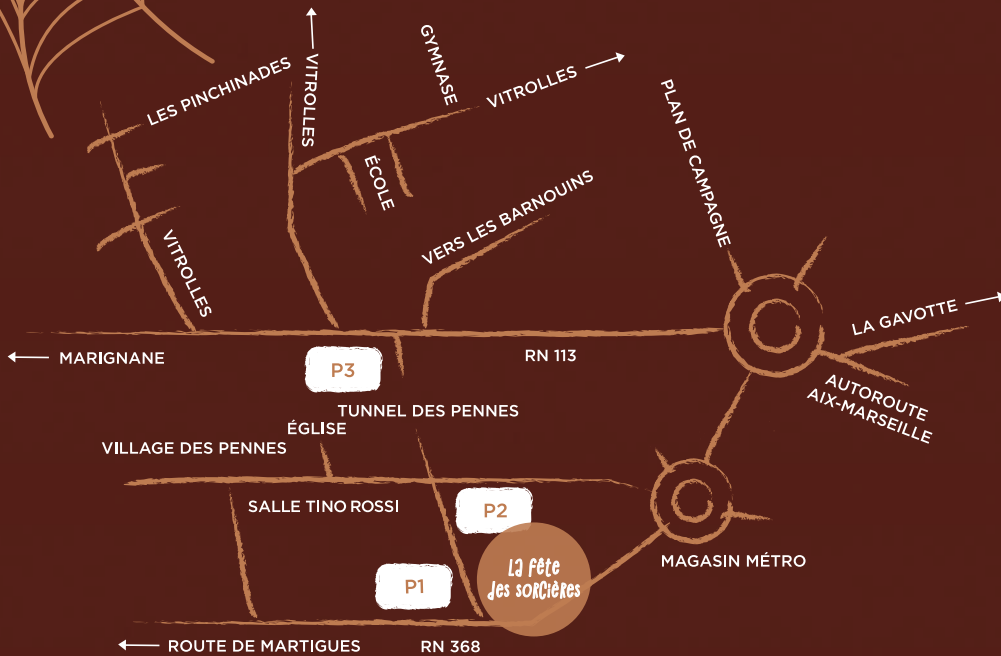 VITROLLES
GYMNASE
LES PINCHINADES
VITROLLES
PLAN DE CAMPAGNE
ÉCOLE
VERS LES BARNOUINS
VITROLLES
LA GAVOTTE
MARIGNANE
RN 113
P3
AUTOROUTE
AIX-MARSEILLE
TUNNEL DES PENNES
ÉGLISE
VILLAGE DES PENNES
SALLE TINO ROSSI
P2
MAGASIN MÉTRO
La fête
des sorcières
P1
ROUTE DE MARTIGUES
RN 368